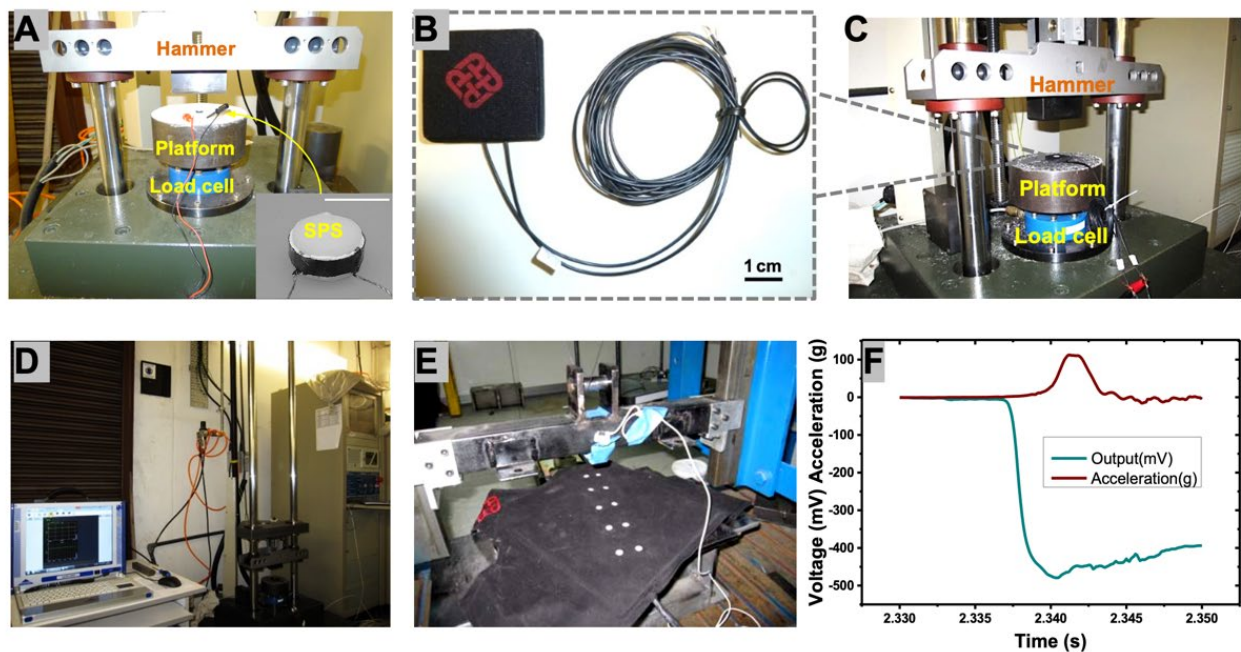 A
Hammer
Platform
Load cell
SPS
B
1 cm
C
Hammer
Platform
Load cell
D
E
F
Voltage (mV) Acceleration (g)
100
0
-100
-200
-300
-400
-500
Output(mV)
Acceleration(g)
2.330 2.335 2.340 2.345 2.350
Time (s)